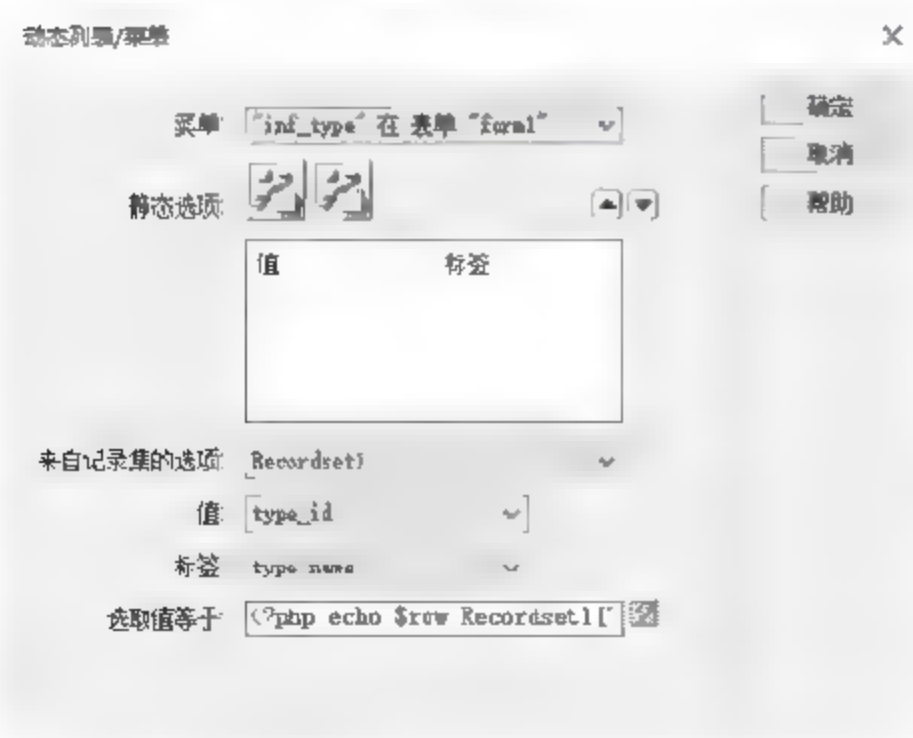 动态列表/菜单
菜单: "inf_type" 在 表单 "form1"
确定
取消
静态选项:
帮助
值 标签
来自记录集的选项: Recordset1
值: type_id
标签: type_name
选取值等于: <?php echo $row_Recordset1['